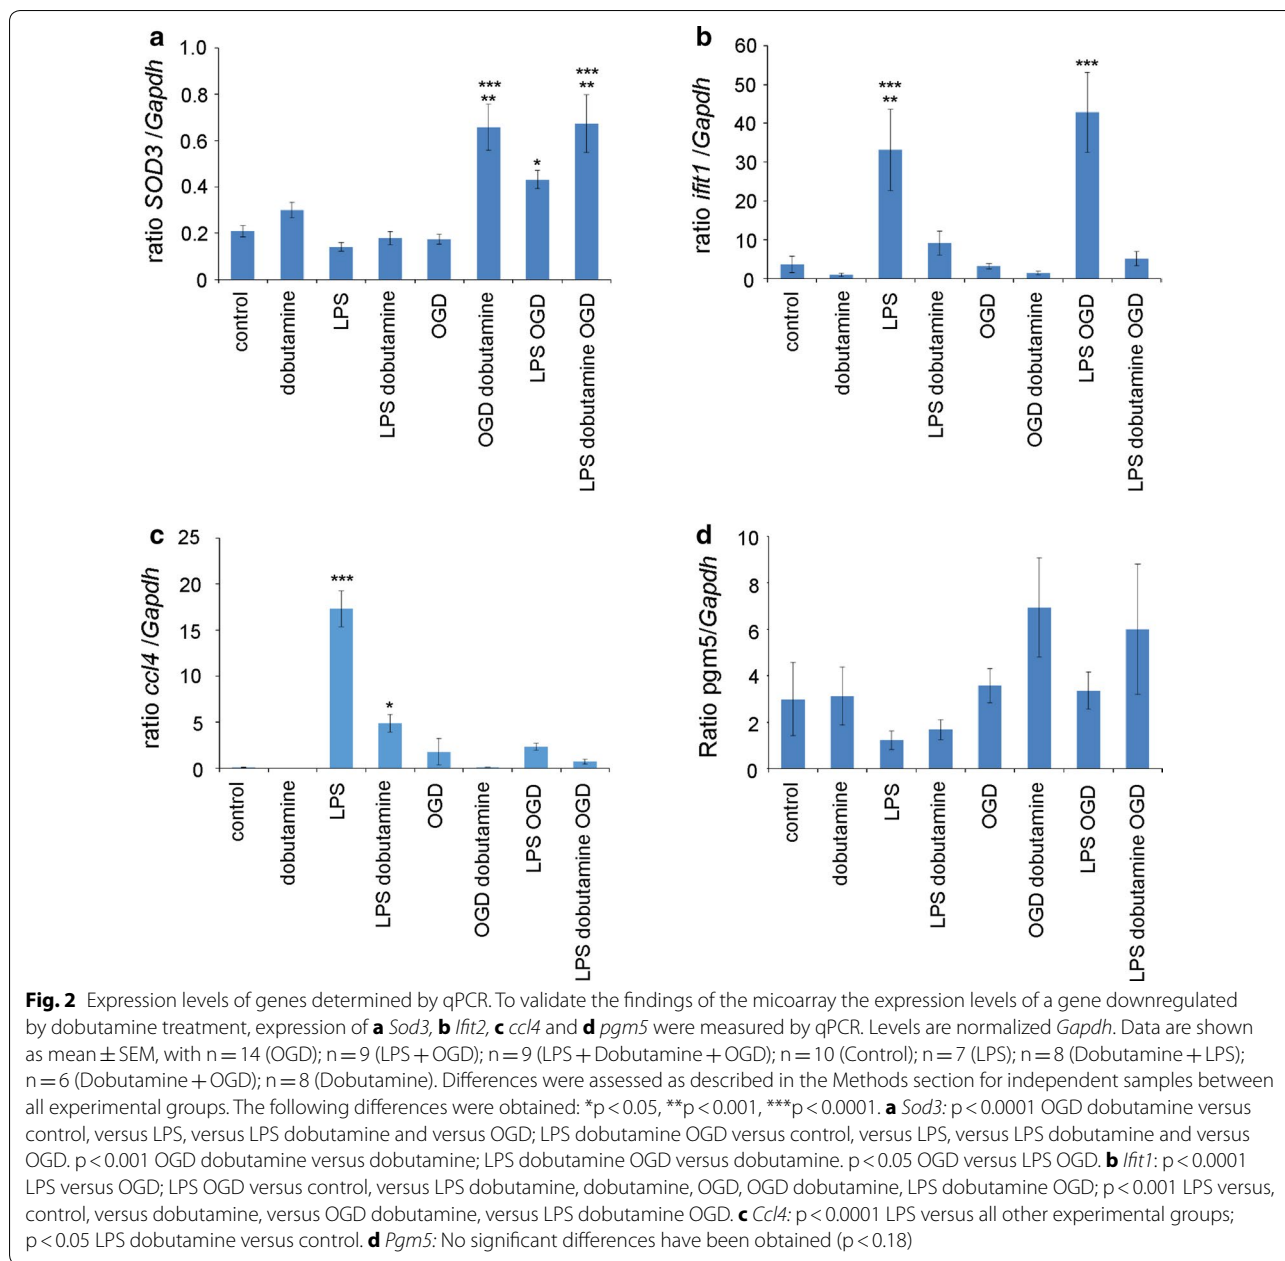 a
1.0
0.8
0.6
0.4
0.2
0
ratio SOD3 /Gapdh
***
**
*
***
**
control
dobutamine
LPS
LPS dobutamine
OGD
OGD dobutamine
LPS OGD
LPS dobutamine OGD
b
60
50
40
30
20
10
0
ratio ifit1 /Gapdh
***
**
***
control
dobutamine
LPS
LPS dobutamine
OGD
OGD dobutamine
LPS OGD
LPS dobutamine OGD
c
25
20
15
10
5
0
ratio ccl4 /Gapdh
***
*
control
dobutamine
LPS
LPS dobutamine
OGD
OGD dobutamine
LPS OGD
LPS dobutamine OGD
d
10
8
6
4
2
0
Ratio pgm5/Gapdh
control
dobutamine
LPS
LPS dobutamine
OGD
OGD dobutamine
LPS OGD
LPS dobutamine OGD
Fig. 2 Expression levels of genes determined by qPCR. To validate the findings of the micoarray the expression levels of a gene downregulated
by dobutamine treatment, expression of a Sod3, b Ifit2, c ccl4 and d pgm5 were measured by qPCR. Levels are normalized Gapdh. Data are shown
as mean ± SEM, with n = 14 (OGD); n = 9 (LPS + OGD); n = 9 (LPS + Dobutamine + OGD); n = 10 (Control); n = 7 (LPS); n = 8 (Dobutamine + LPS);
n = 6 (Dobutamine + OGD); n = 8 (Dobutamine). Differences were assessed as described in the Methods section for independent samples between
all experimental groups. The following differences were obtained: *p < 0.05, **p < 0.001, ***p < 0.0001. a Sod3: p < 0.0001 OGD dobutamine versus
control, versus LPS, versus LPS dobutamine and versus OGD; LPS dobutamine OGD versus control, versus LPS, versus LPS dobutamine and versus
OGD. p < 0.001 OGD dobutamine versus dobutamine; LPS dobutamine OGD versus dobutamine. p < 0.05 OGD versus LPS OGD. b Ifit1: p < 0.0001
LPS versus OGD; LPS OGD versus control, versus LPS dobutamine, dobutamine, OGD, OGD dobutamine, LPS dobutamine OGD; p < 0.001 LPS versus,
control, versus dobutamine, versus OGD dobutamine, versus LPS dobutamine OGD. c Ccl4: p < 0.0001 LPS versus all other experimental groups;
p < 0.05 LPS dobutamine versus control. d Pgm5: No significant differences have been obtained (p < 0.18)